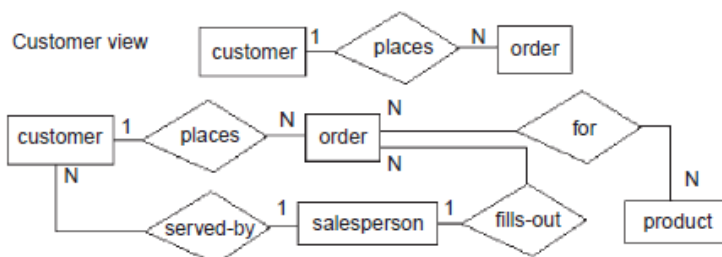 Customer view
customer 1 places N order
N
customer 1 places N order for
N N
N
served-by 1 salesperson 1 fills-out product